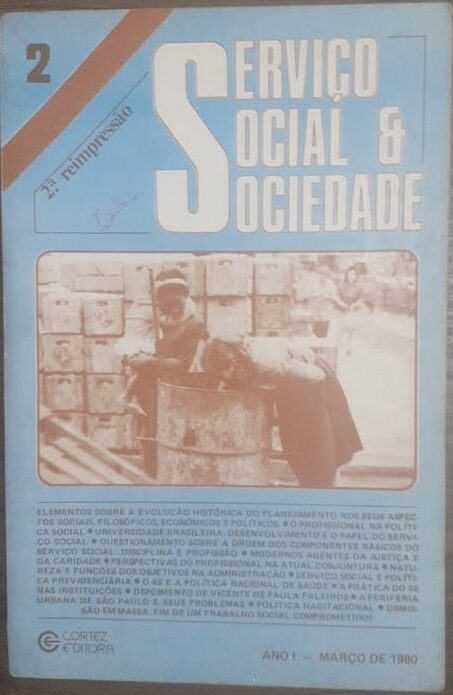 2
2ª reimpressão
SERVIÇO
SOCIAL &
SOCIEDADE
ELEMENTOS SOBRE A EVOLUÇÃO HISTÓRICA DO PLANEJAMENTO NOS SEUS ASPEC-
TOS SOCIAIS, FILOSÓFICOS, ECONÔMICOS E POLÍTICOS • O PROFISSIONAL NA POLÍTI-
CA SOCIAL • UNIVERSIDADE BRASILEIRA: DESENVOLVIMENTO E O PAPEL DO SERVI-
ÇO SOCIAL • QUESTIONAMENTO SOBRE A ORDEM DOS COMPONENTES BÁSICOS DO
SERVIÇO SOCIAL: DISCIPLINA E PROFISSÃO • MODERNOS AGENTES DA JUSTIÇA E
DA CARIDADE • PERSPECTIVAS DO PROFISSIONAL NA ATUAL CONJUNTURA • NATU-
REZA E FUNÇÕES DOS OBJETIVOS NA ADMINISTRAÇÃO • SERVIÇO SOCIAL E POLÍTI-
CA PREVIDENCIÁRIA • O SS E A POLÍTICA NACIONAL DE SAÚDE • A PRÁTICA DO SS
NAS INSTITUIÇÕES • DEPOIMENTO DE VICENTE DE PAULA FALEIROS • A PERIFERIA
URBANA DE SÃO PAULO E SEUS PROBLEMAS • POLÍTICA HABITACIONAL • DEMIS-
SÃO EM MASSA: FIM DE UM TRABALHO SOCIAL COMPROMETIDO?
CORTEZ
EDITORA
ANO I — MARÇO DE 1980